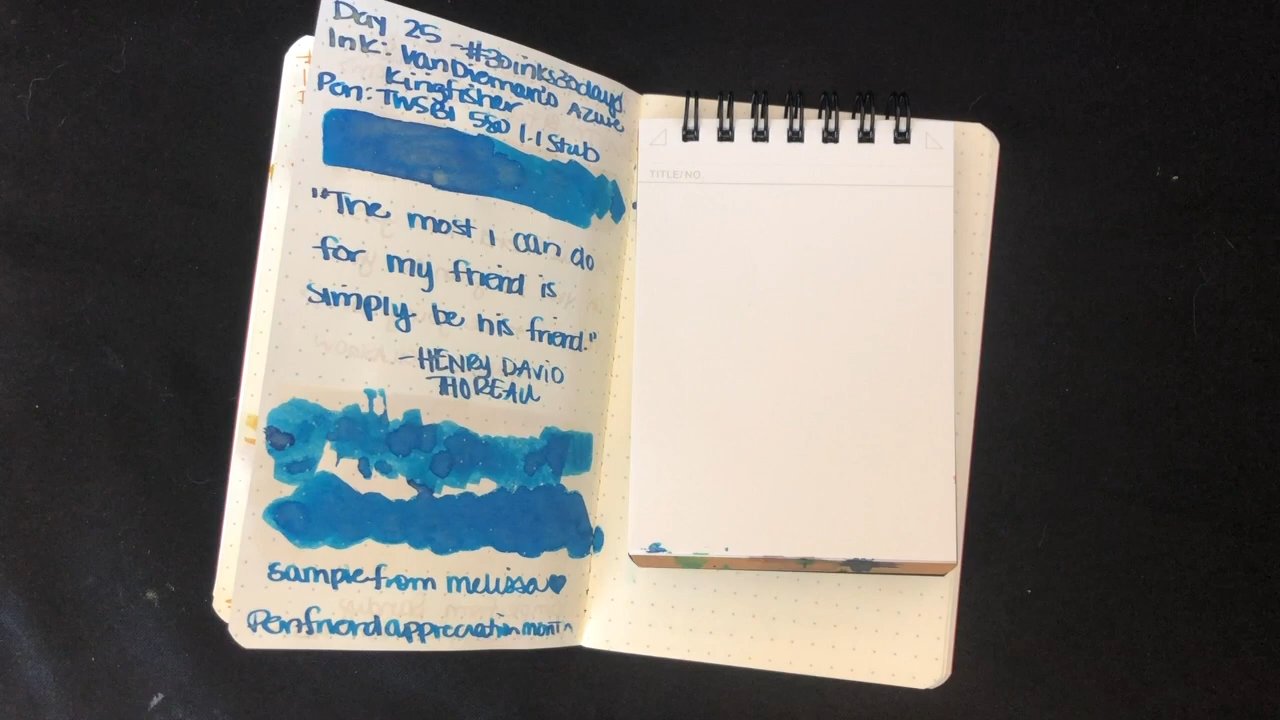 Day 25 - #30inks30days
Ink: VanDieman's Azure
Kingfisher
Pen: TWSBI 580 1.1 Stub
"The most i can do
for my friend is
simply be his friend."
-HENRY DAVID
THOREAU
sample from melissa♥
Penfriend appreciation month
TITLE/NO.